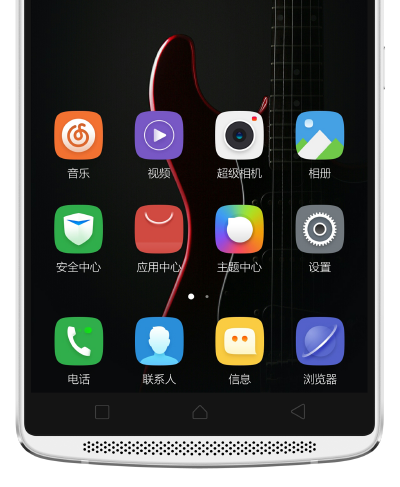 音乐 视频 超级相机 相册
安全中心 应用中心 主题中心 设置
电话 联系人 信息 浏览器